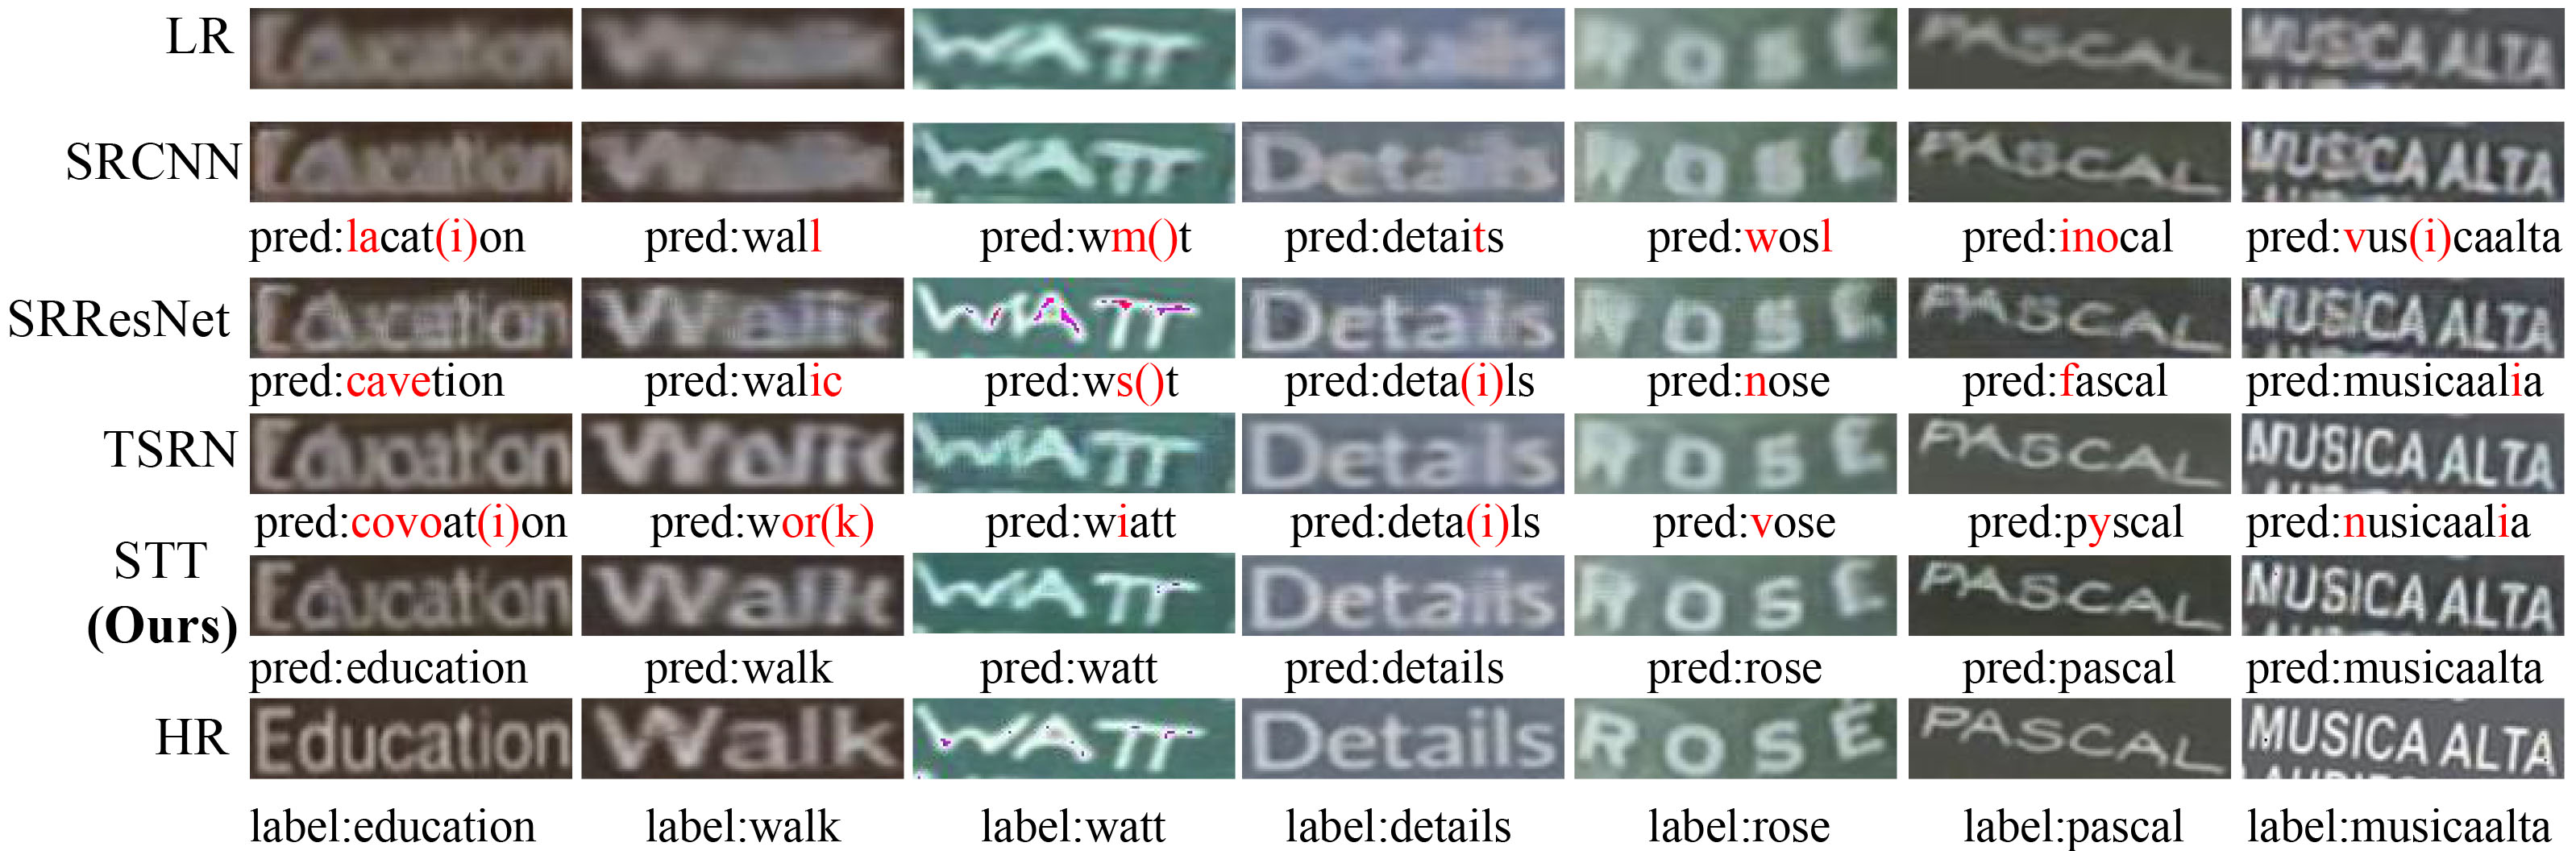 LR Education Walk WATT Details ROSE PASCAL MUSICA ALTA
SRCNN Education Walk WATT Details ROSE PASCAL MUSICA ALTA
pred:lacat(i)on pred:wall pred:wm()t pred:detaits pred:wosl pred:inocal pred:vus(i)caalta
SRResNet Education Walk WATT Details ROSE PASCAL MUSICA ALTA
pred:cavetion pred:walic pred:ws()t pred:deta(i)ls pred:nose pred:fascal pred:musicaalia
TSRN Education Walk WATT Details ROSE PASCAL MUSICA ALTA
pred:covoat(i)on pred:wor(k) pred:wiatt pred:deta(i)ls pred:vose pred:pyscal pred:nusicaalia
STT (Ours) Education Walk WATT Details ROSE PASCAL MUSICA ALTA
pred:education pred:walk pred:watt pred:details pred:rose pred:pascal pred:musicaalta
HR Education Walk WATT Details ROSE PASCAL MUSICA ALTA
label:education label:walk label:watt label:details label:rose label:pascal label:musicaalta